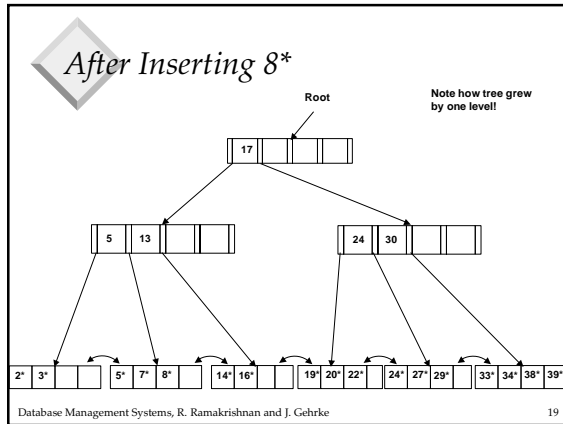 After Inserting 8*
Root
Note how tree grew
by one level!
17
5 13
24 30
2* 3* 5* 7* 8* 14* 16* 19* 20* 22* 24* 27* 29* 33* 34* 38* 39*
Database Management Systems, R. Ramakrishnan and J. Gehrke 19